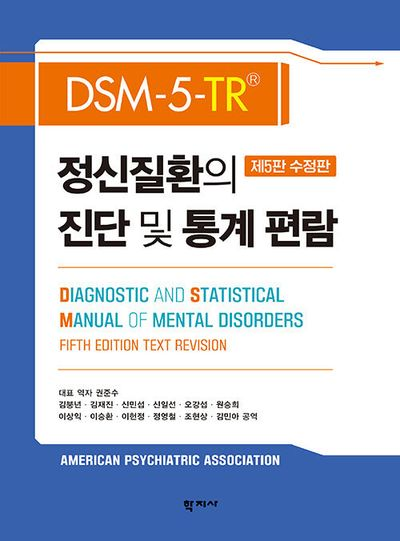 DSM-5-TR®
정신질환의 제5판 수정판
진단 및 통계 편람
DIAGNOSTIC AND STATISTICAL
MANUAL OF MENTAL DISORDERS
FIFTH EDITION TEXT REVISION
대표 역자 권준수
김붕년 · 김재진 · 신민섭 · 신일선 · 오강섭 · 원승희
이상익 · 이승환 · 이헌정 · 정영철 · 조현상 · 김민아 공역
AMERICAN PSYCHIATRIC ASSOCIATION
학지사